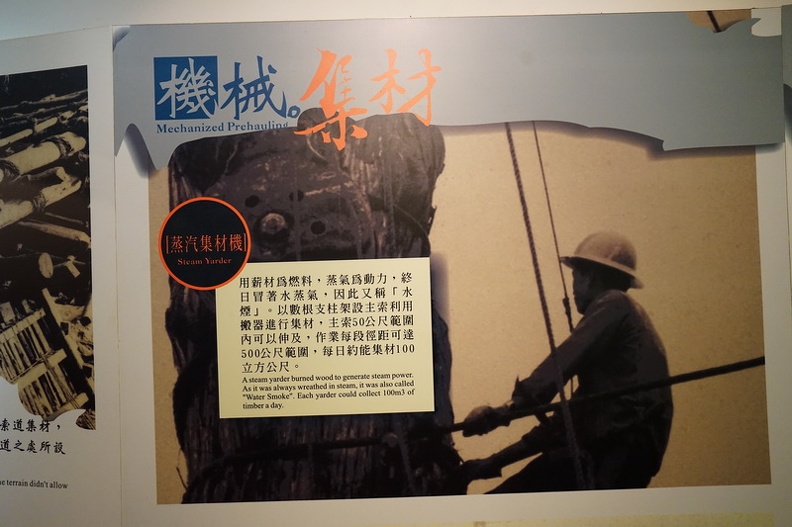 機械。集材
Mechanized Prehauling
[蒸汽集材機]
Steam Yarder
用薪材爲燃料，蒸氣爲動力，終
日冒著水蒸氣，因此又稱「水
煙」。以數根支柱架設主索利用
搬器進行集材，主索50公尺範圍
內可以伸及，作業每段徑距可達
500公尺範圍，每日約能集材100
立方公尺。
A steam yarder burned wood to generate steam power.
As it was always wreathed in steam, it was also called
"Water Smoke". Each yarder could collect 100m3 of
timber a day.
索道集材，
道之處所設
e terrain didn't allow